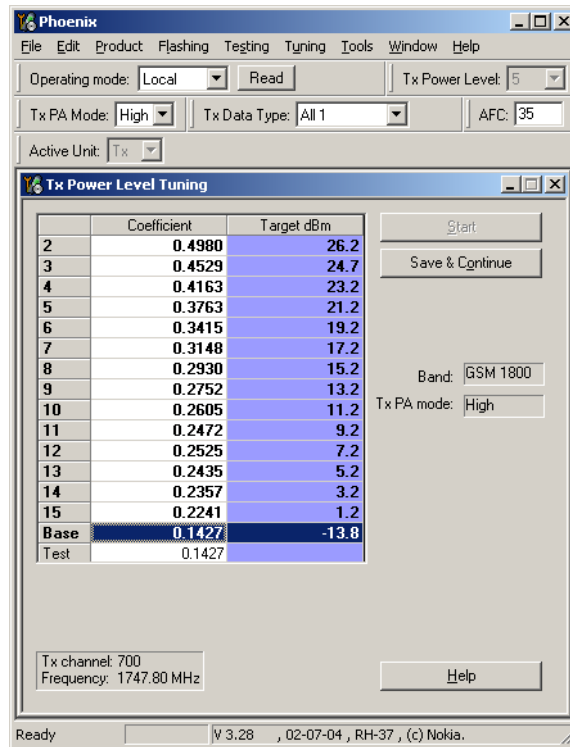 Phoenix
File Edit Product Flashing Testing Tuning Tools Window Help
Operating mode: Local Read Tx Power Level: 5
Tx PA Mode: High Tx Data Type: All 1 AFC: 35
Active Unit: Tx
Tx Power Level Tuning
Coefficient Target dBm
2 0.4980 26.2
3 0.4529 24.7
4 0.4163 23.2
5 0.3763 21.2
6 0.3415 19.2
7 0.3148 17.2
8 0.2930 15.2
9 0.2752 13.2
10 0.2605 11.2
11 0.2472 9.2
12 0.2525 7.2
13 0.2435 5.2
14 0.2357 3.2
15 0.2241 1.2
Base 0.1427 -13.8
Test 0.1427
Start
Save & Continue
Band: GSM 1800
Tx PA mode: High
Tx channel: 700
Frequency: 1747.80 MHz
Help
Ready V 3.28 , 02-07-04 , RH-37 , (c) Nokia.